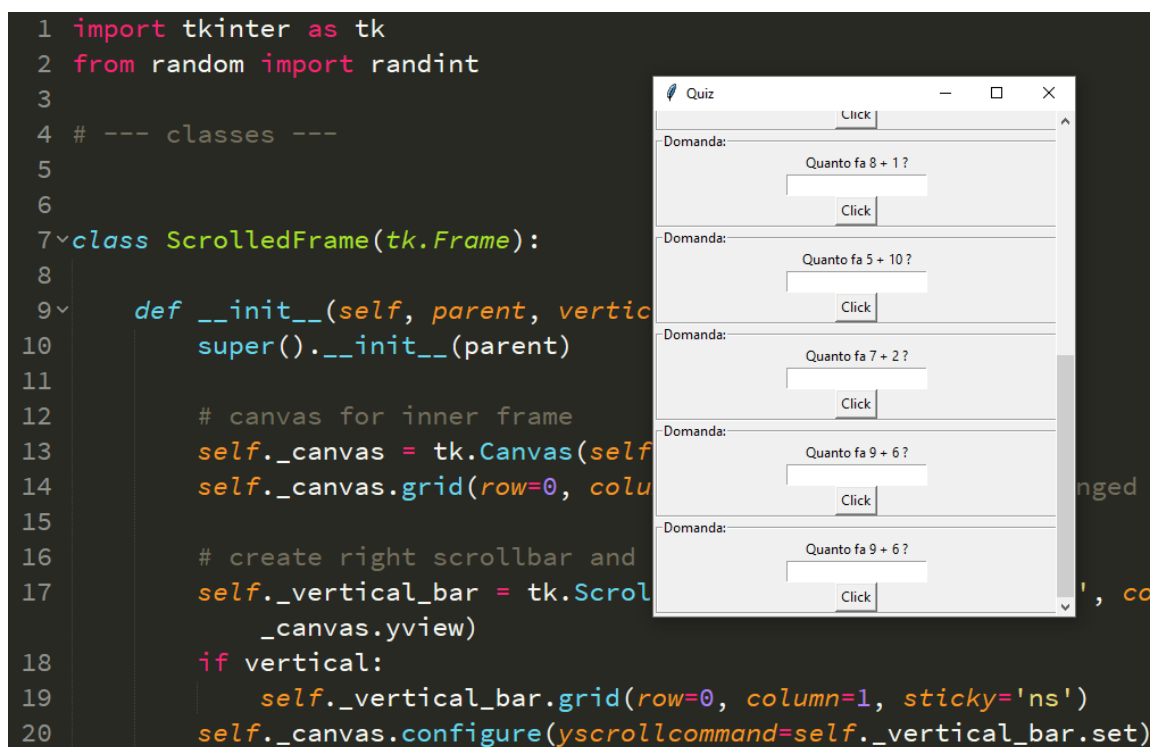 1 import tkinter as tk
2 from random import randint
3
4 # --- classes ---
5
6
7 class ScrolledFrame(tk.Frame):
8
9 def __init__(self, parent, vertic
10 super().__init__(parent)
11
12 # canvas for inner frame
13 self._canvas = tk.Canvas(self
14 self._canvas.grid(row=0, colu nged
15
16 # create right scrollbar and
17 self._vertical_bar = tk.Scrol ', co
_canvas.yview)
18 if vertical:
19 self._vertical_bar.grid(row=0, column=1, sticky='ns')
20 self._canvas.configure(yscrollcommand=self._vertical_bar.set)
Quiz
Click
Domanda:
Quanto fa 8 + 1 ?
Click
Domanda:
Quanto fa 5 + 10 ?
Click
Domanda:
Quanto fa 7 + 2 ?
Click
Domanda:
Quanto fa 9 + 6 ?
Click
Domanda:
Quanto fa 9 + 6 ?
Click